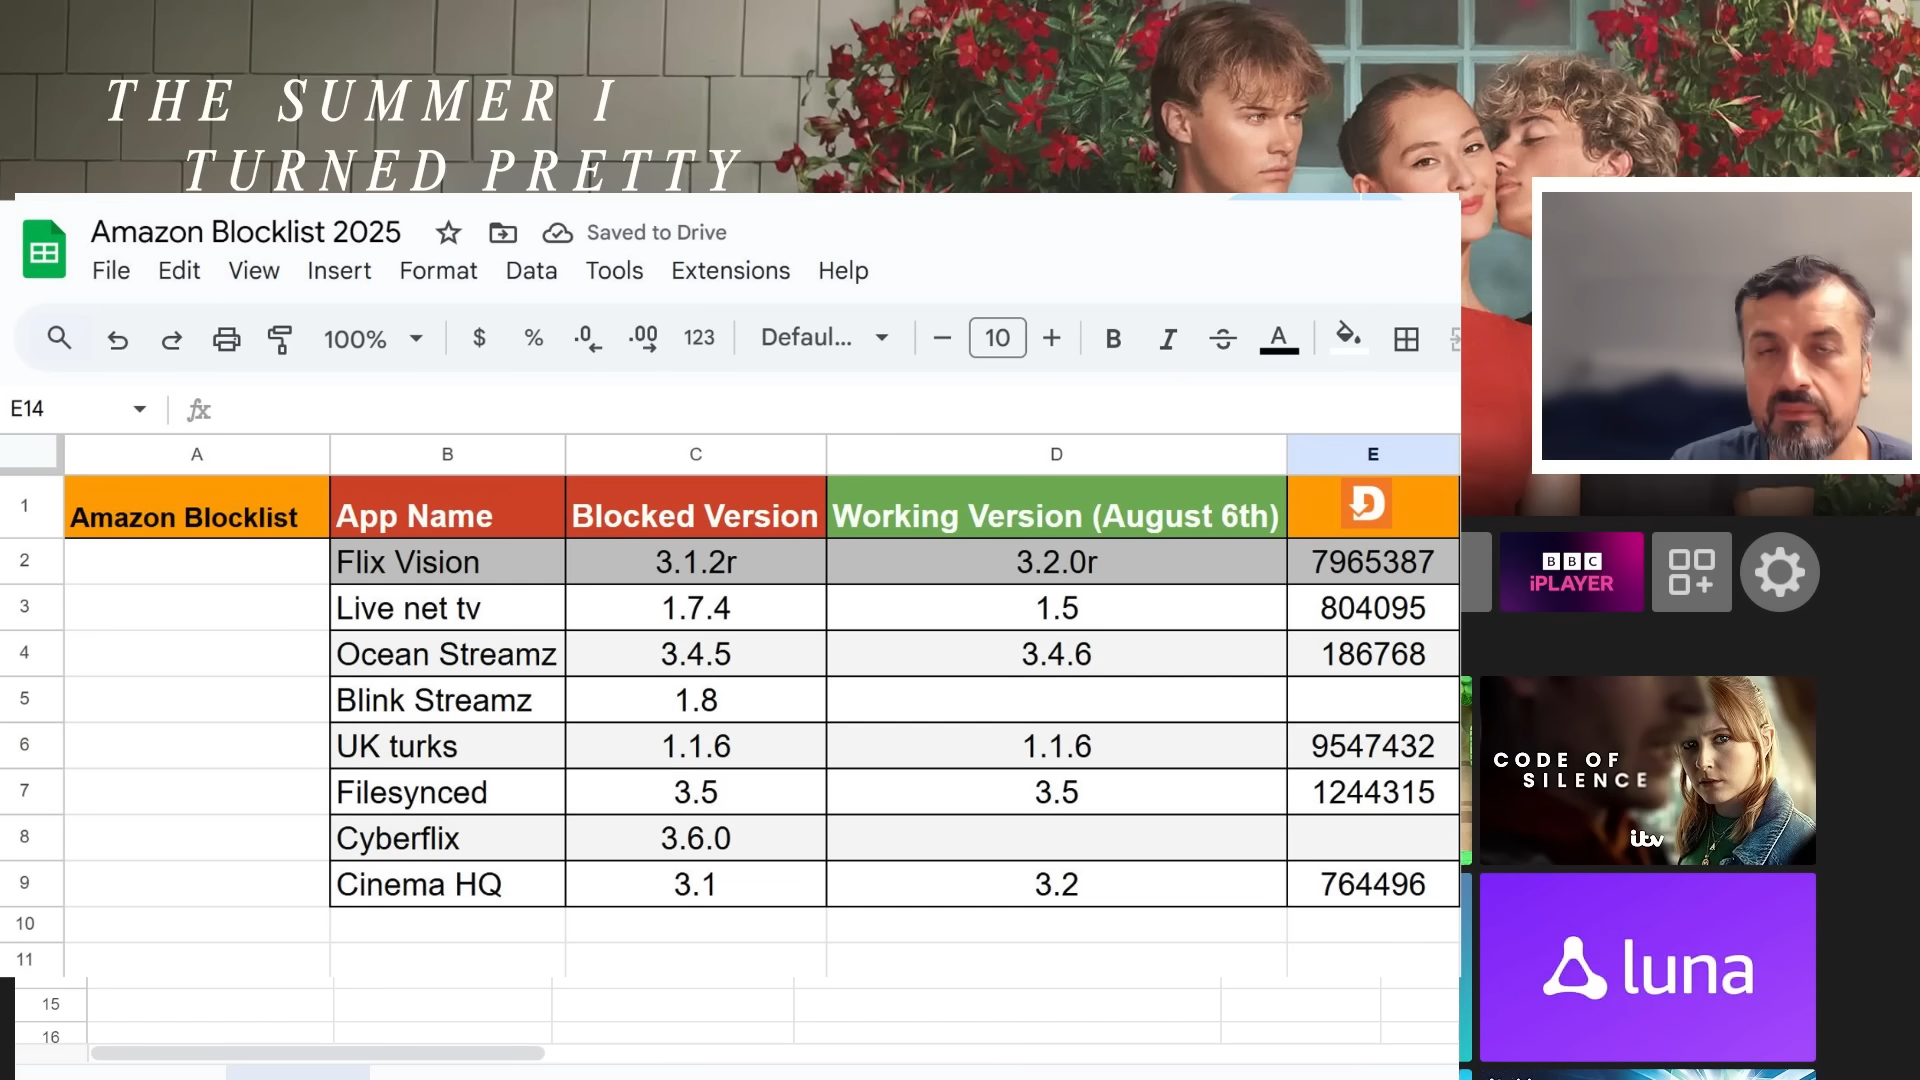 THE SUMMER I
TURNED PRETTY
Amazon Blocklist 2025 Saved to Drive
File Edit View Insert Format Data Tools Extensions Help
100% $ % .0 .00 123 Defaul... − 10 + B I A
E14 fx
A B C D E
1 Amazon Blocklist App Name Blocked Version Working Version (August 6th) D
2 Flix Vision 3.1.2r 3.2.0r 7965387
3 Live net tv 1.7.4 1.5 804095
4 Ocean Streamz 3.4.5 3.4.6 186768
5 Blink Streamz 1.8
6 UK turks 1.1.6 1.1.6 9547432
7 Filesynced 3.5 3.5 1244315
8 Cyberflix 3.6.0
9 Cinema HQ 3.1 3.2 764496
10
11
15
16
BBC
iPLAYER
CODE OF
SILENCE
itv
luna